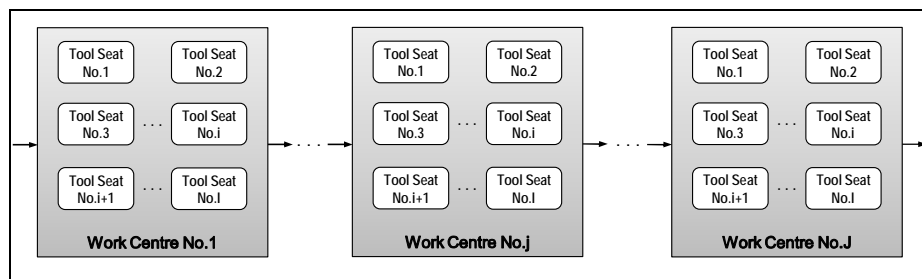 Tool Seat
No.1
Tool Seat
No.2
Tool Seat
No.3
. . .
Tool Seat
No.i
Tool Seat
No.i+1
. . .
Tool Seat
No.I
Work Centre No.1
. . .
Tool Seat
No.1
Tool Seat
No.2
Tool Seat
No.3
. . .
Tool Seat
No.i
Tool Seat
No.i+1
. . .
Tool Seat
No.I
Work Centre No.j
. . .
Tool Seat
No.1
Tool Seat
No.2
Tool Seat
No.3
. . .
Tool Seat
No.i
Tool Seat
No.i+1
. . .
Tool Seat
No.I
Work Centre No.J